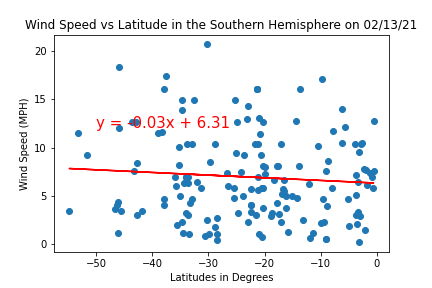 Wind Speed vs Latitude in the Southern Hemisphere on 02/13/21
20
15
10
5
0
Wind Speed (MPH)
y = -0.03x + 6.31
−50
−40
−30
−20
−10
0
Latitudes in Degrees